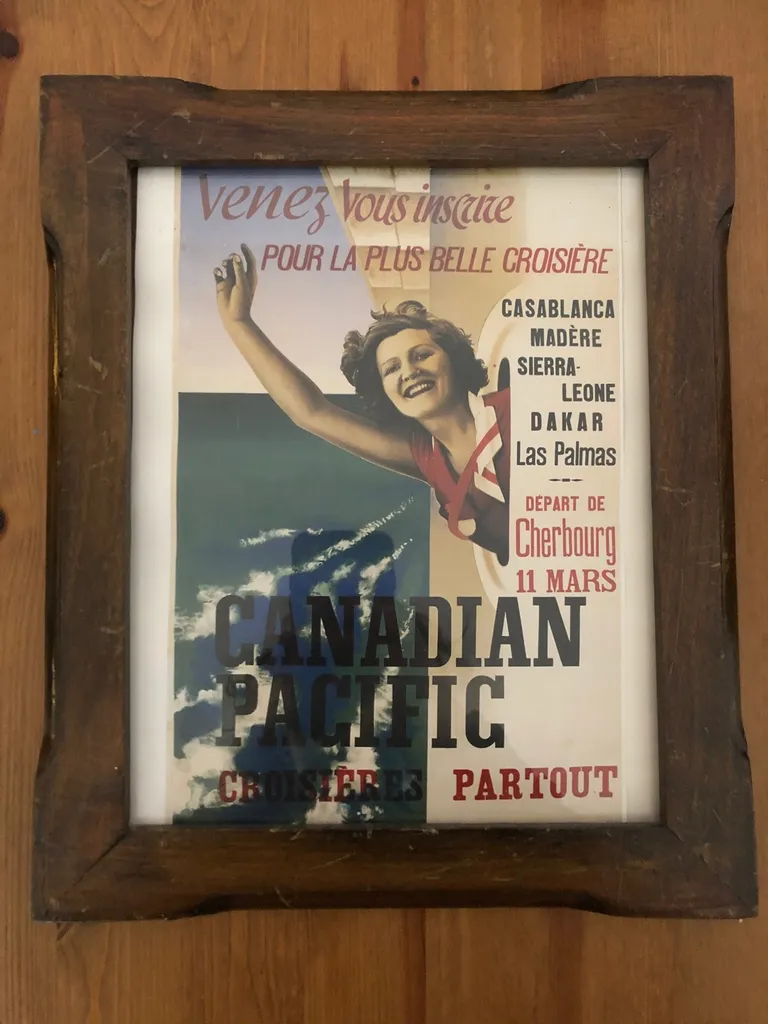 Venez Vous inscrire
POUR LA PLUS BELLE CROISIÈRE
CASABLANCA
MADÈRE
SIERRA-
LEONE
DAKAR
Las Palmas
DÉPART DE
Cherbourg
11 MARS
CANADIAN
PACIFIC
CROISIÈRES PARTOUT